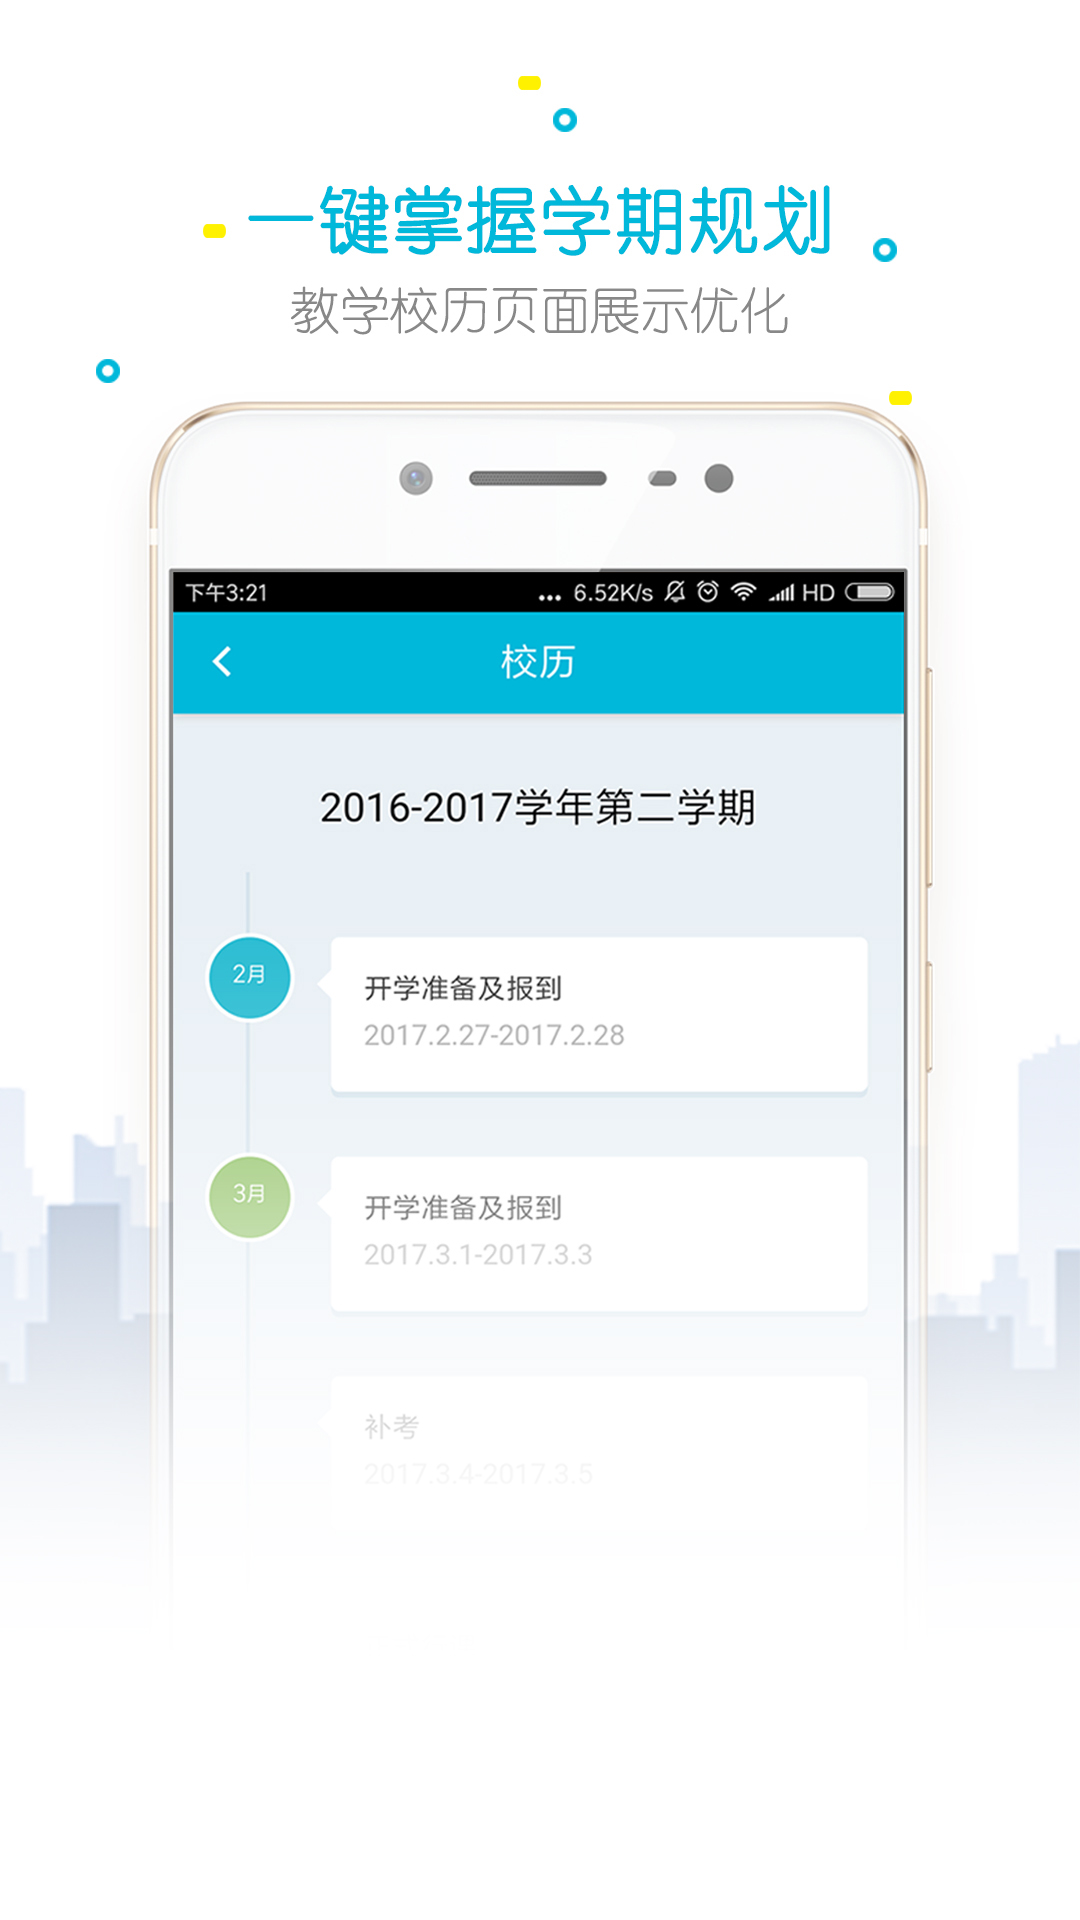 一键掌握学期规划
教学校历页面展示优化
下午3:21 ... 6.52K/s HD
校历
2016-2017学年第二学期
2月
开学准备及报到
2017.2.27-2017.2.28
3月
开学准备及报到
2017.3.1-2017.3.3
补考
2017.3.4-2017.3.5